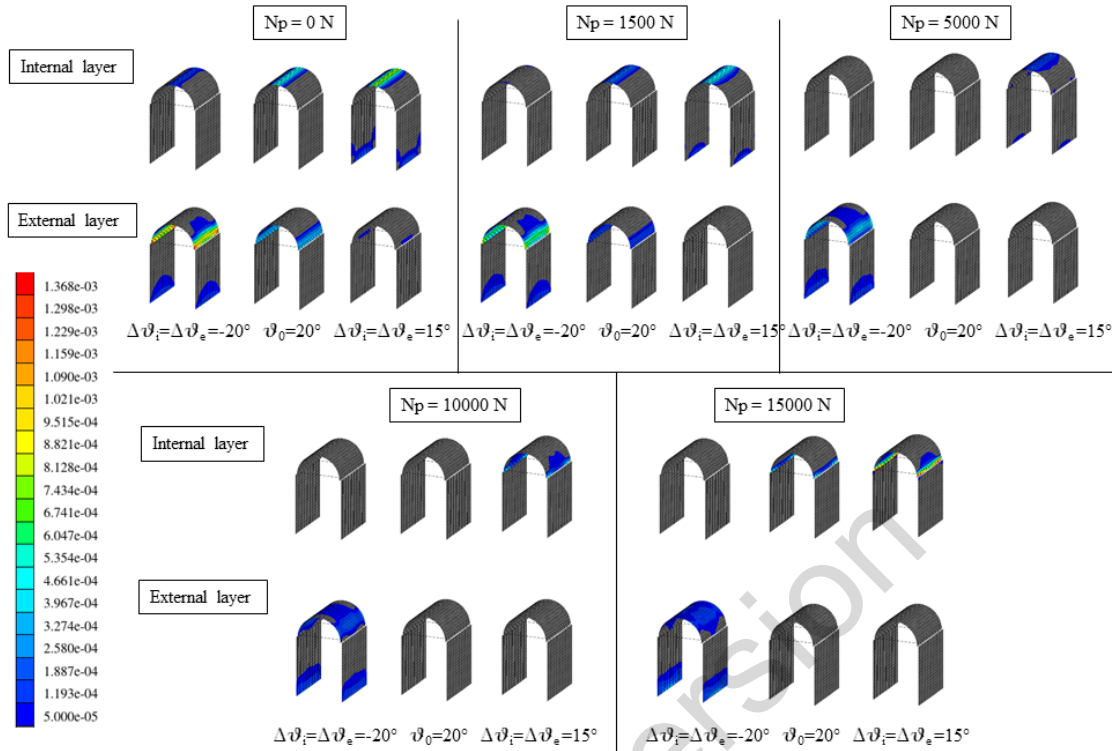 Np = 0 N
Np = 1500 N
Np = 5000 N
Internal layer
External layer
Δϑi=Δϑe=-20° ϑ0=20° Δϑi=Δϑe=15°
Δϑi=Δϑe=-20° ϑ0=20° Δϑi=Δϑe=15°
Δϑi=Δϑe=-20° ϑ0=20° Δϑi=Δϑe=15°
1.368e-03
1.298e-03
1.229e-03
1.159e-03
1.090e-03
1.021e-03
9.515e-04
8.821e-04
8.128e-04
7.434e-04
6.741e-04
6.047e-04
5.354e-04
4.661e-04
3.967e-04
3.274e-04
2.580e-04
1.887e-04
1.193e-04
5.000e-05
Np = 10000 N
Np = 15000 N
Internal layer
External layer
Δϑi=Δϑe=-20° ϑ0=20° Δϑi=Δϑe=15°
Δϑi=Δϑe=-20° ϑ0=20° Δϑi=Δϑe=15°